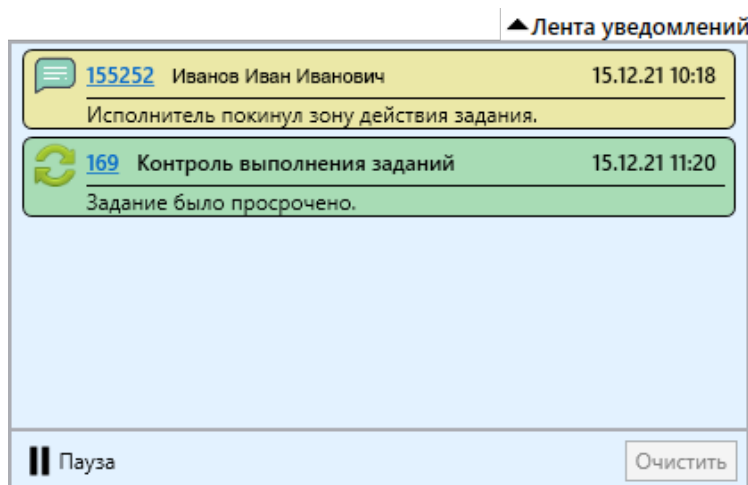 ▲Лента уведомлений
155252 Иванов Иван Иванович 15.12.21 10:18
Исполнитель покинул зону действия задания.
169 Контроль выполнения заданий 15.12.21 11:20
Задание было просрочено.
Пауза Очистить